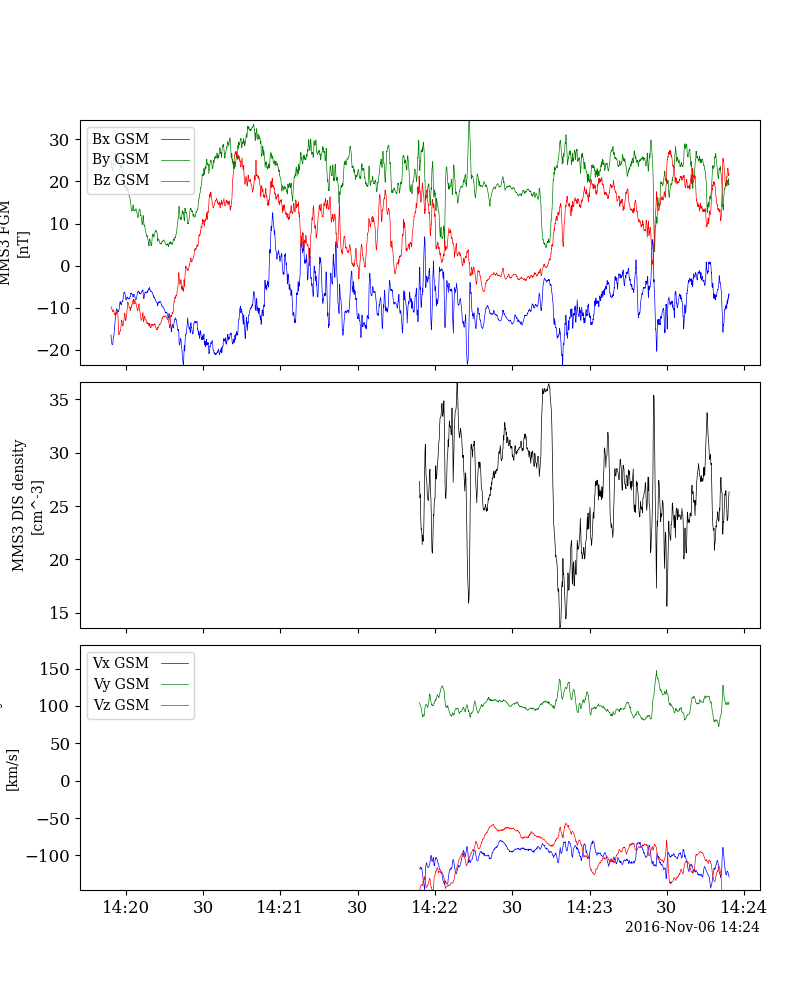 30
20
10
0
−10
−20
MMS3 FGM
[nT]
Bx GSM
By GSM
Bz GSM
35
30
25
20
15
MMS3 DIS density
[cm^-3]
150
100
50
0
−50
−100
[km/s]
Vx GSM
Vy GSM
Vz GSM
14:20 30 14:21 30 14:22 30 14:23 30 14:24
2016-Nov-06 14:24